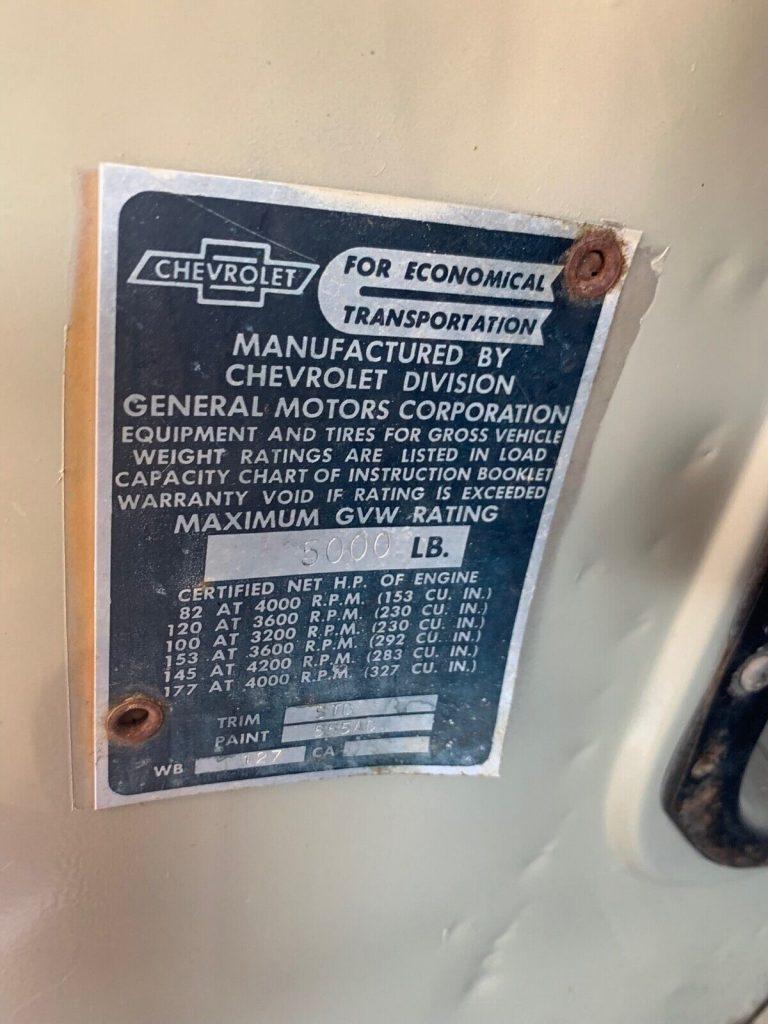 CHEVROLET
FOR ECONOMICAL
TRANSPORTATION
MANUFACTURED BY
CHEVROLET DIVISION
GENERAL MOTORS CORPORATION
EQUIPMENT AND TIRES FOR GROSS VEHICLE
WEIGHT RATINGS ARE LISTED IN LOAD
CAPACITY CHART OF INSTRUCTION BOOKLET
WARRANTY VOID IF RATING IS EXCEEDED
MAXIMUM GVW RATING
5000 LB.
CERTIFIED NET H.P. OF ENGINE
82 AT 4000 R.P.M. (153 CU. IN.)
120 AT 3600 R.P.M. (230 CU. IN.)
100 AT 3200 R.P.M. (230 CU. IN.)
153 AT 3600 R.P.M. (292 CU. IN.)
145 AT 4200 R.P.M. (283 CU. IN.)
177 AT 4000 R.P.M. (327 CU. IN.)
TRIM STD
PAINT
WB 127 CA